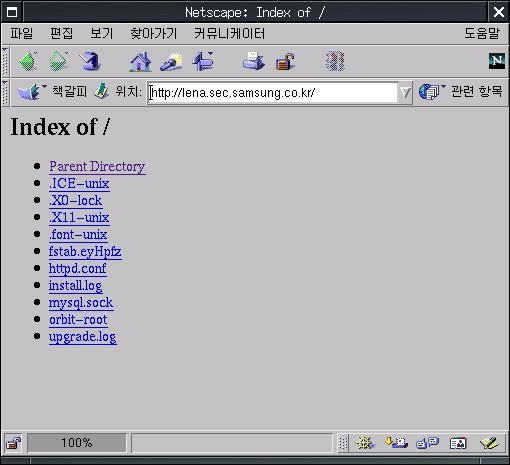 Netscape: Index of /
파일 편집 보기 찾아가기 커뮤니케이터 도움말
N
책갈피 위치: http://lena.sec.samsung.co.kr/ 관련 항목
Index of /
Parent Directory
.ICE-unix
.X0-lock
.X11-unix
.font-unix
fstab.eyHpfz
httpd.conf
install.log
mysql.sock
orbit-root
upgrade.log
100%